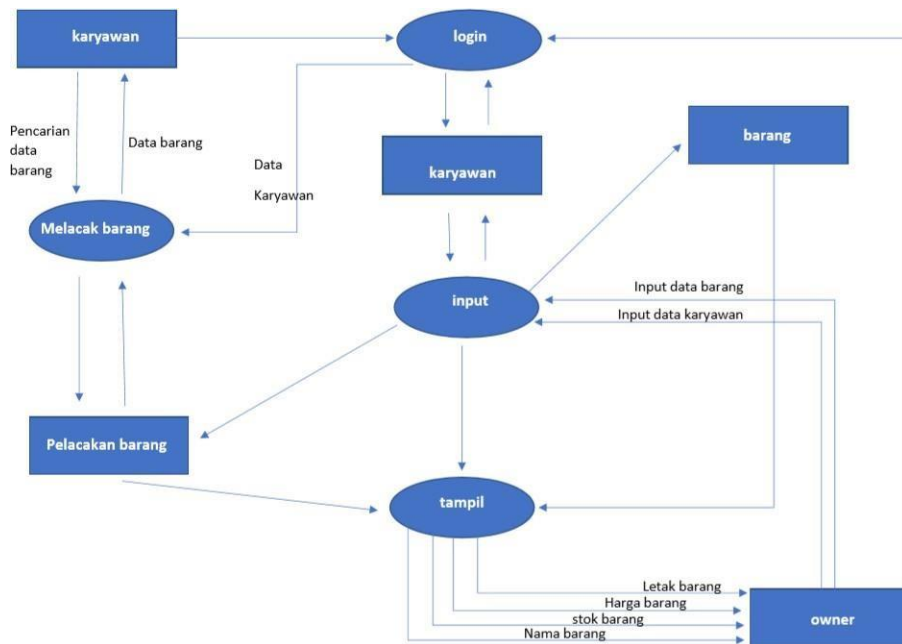 karyawan
login
Pencarian
data
barang
Data barang
Data
Karyawan
karyawan
barang
Melacak barang
input
Input data barang
Input data karyawan
Pelacakan barang
tampil
Letak barang
Harga barang
stok barang
Nama barang
owner